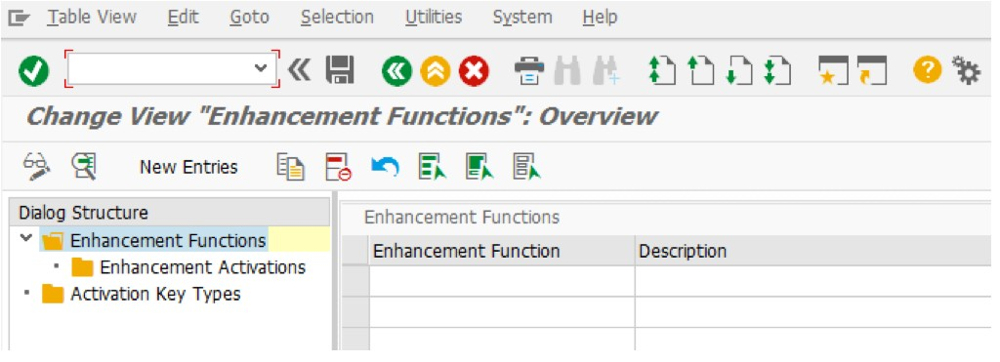 Table View Edit Goto Selection Utilities System Help
Change View "Enhancement Functions": Overview
New Entries
Dialog Structure
Enhancement Functions
Enhancement Activations
Activation Key Types
Enhancement Functions
Enhancement Function Description